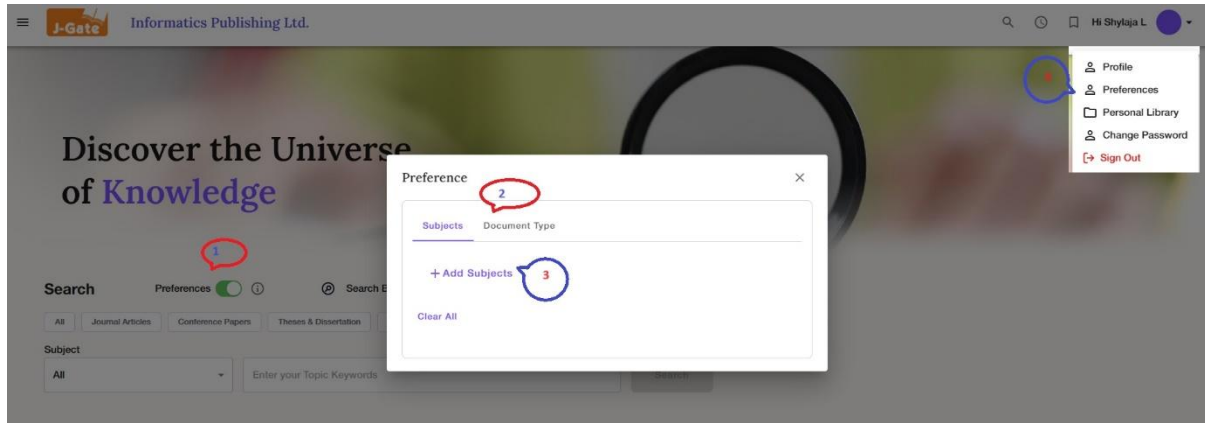 J-Gate
Informatics Publishing Ltd.
Hi Shylaja L
Profile
Preferences
Personal Library
Change Password
Sign Out
Discover the Universe
of Knowledge
Preference
2
Subjects Document Type
+ Add Subjects
3
Clear All
1
Search Preferences Search E
All Journal Articles Conference Papers Theses & Dissertation
Subject
All Enter your Topic Keywords Search